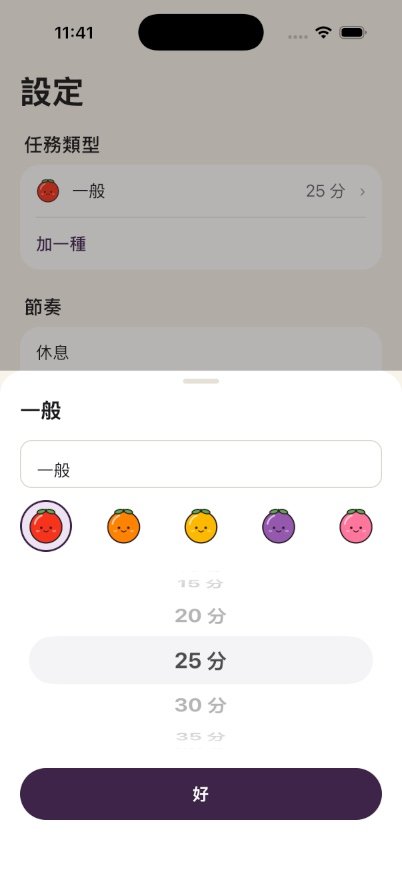 11:41
設定
任務類型
一般 25 分 ›
加一種
節奏
休息
一般
一般
15 分
20 分
25 分
30 分
35 分
好